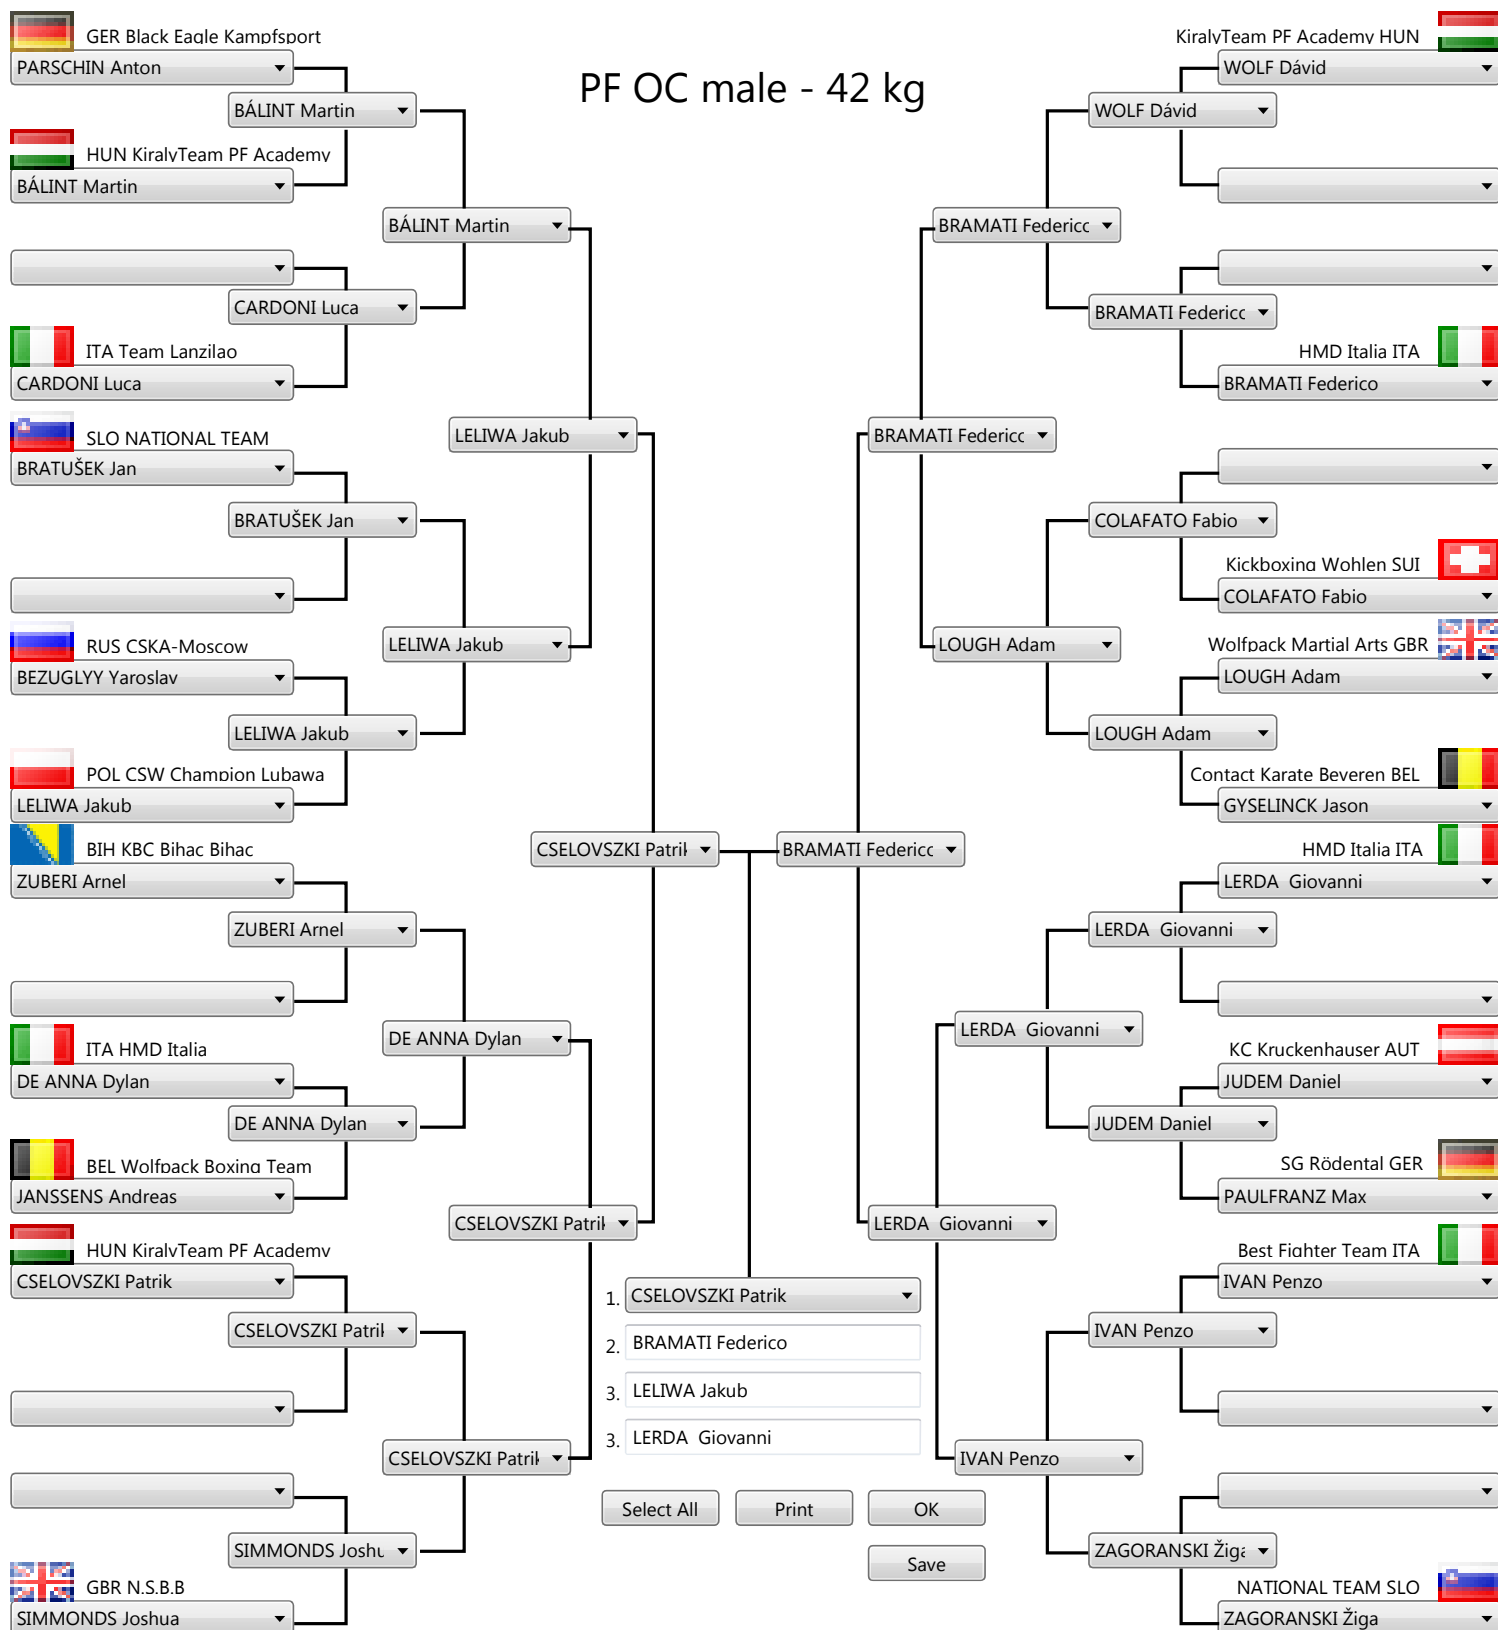 PF OC male - 42 kg
GER Black Eagle Kampfsport
PARSCHIN Anton
BÁLINT Martin
HUN KiralyTeam PF Academy
BÁLINT Martin
BÁLINT Martin
CARDONI Luca
ITA Team Lanzilao
CARDONI Luca
LELIWA Jakub
SLO NATIONAL TEAM
BRATUŠEK Jan
BRATUŠEK Jan
LELIWA Jakub
RUS CSKA-Moscow
BEZUGLYY Yaroslav
LELIWA Jakub
POL CSW Champion Lubawa
LELIWA Jakub
CSELOVSZKI Patrik
BIH KBC Bihac Bihac
ZUBERI Arnel
ZUBERI Arnel
DE ANNA Dylan
ITA HMD Italia
DE ANNA Dylan
DE ANNA Dylan
BEL Wolfpack Boxing Team
JANSSENS Andreas
CSELOVSZKI Patrik
HUN KiralyTeam PF Academy
CSELOVSZKI Patrik
CSELOVSZKI Patrik
CSELOVSZKI Patrik
SIMMONDS Joshu
GBR N.S.B.B
SIMMONDS Joshua
KiralyTeam PF Academy HUN
WOLF Dávid
WOLF Dávid
BRAMATI Federico
BRAMATI Federico
HMD Italia ITA
BRAMATI Federico
BRAMATI Federico
COLAFATO Fabio
Kickboxing Wohlen SUI
COLAFATO Fabio
LOUGH Adam
Wolfpack Martial Arts GBR
LOUGH Adam
LOUGH Adam
Contact Karate Beveren BEL
GYSELINCK Jason
BRAMATI Federico
HMD Italia ITA
LERDA Giovanni
LERDA Giovanni
LERDA Giovanni
KC Kruckenhauser AUT
JUDEM Daniel
JUDEM Daniel
SG Rödental GER
PAULFRANZ Max
LERDA Giovanni
Best Fighter Team ITA
IVAN Penzo
IVAN Penzo
IVAN Penzo
ZAGORANSKI Žiga
NATIONAL TEAM SLO
ZAGORANSKI Žiga
1. CSELOVSZKI Patrik
2. BRAMATI Federico
3. LELIWA Jakub
3. LERDA Giovanni
Select All
Print
OK
Save